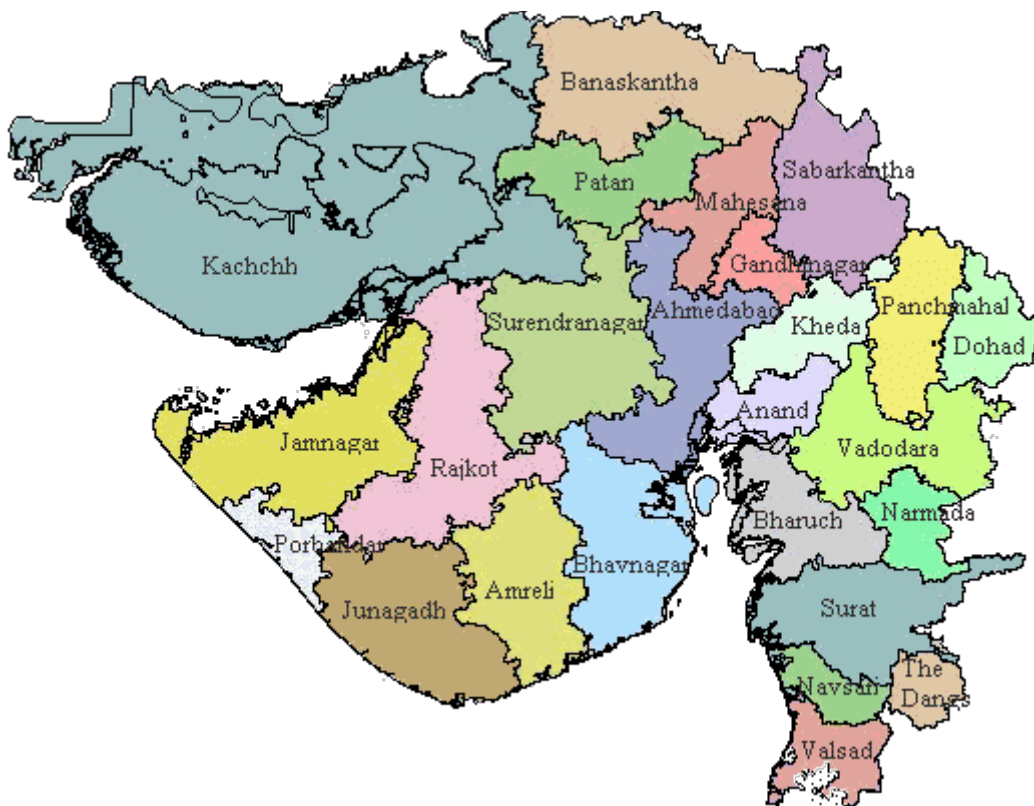 Banaskantha
Patan
Sabarkantha
Mahesana
Kachchh
Gandhinagar
Surendranagar
Ahmedabad
Kheda
Panchmahal
Dohad
Anand
Jamnagar
Rajkot
Vadodara
Porbandar
Bharuch
Narmada
Bhavnagar
Junagadh
Amreli
Surat
The
Dangs
Navsari
Valsad